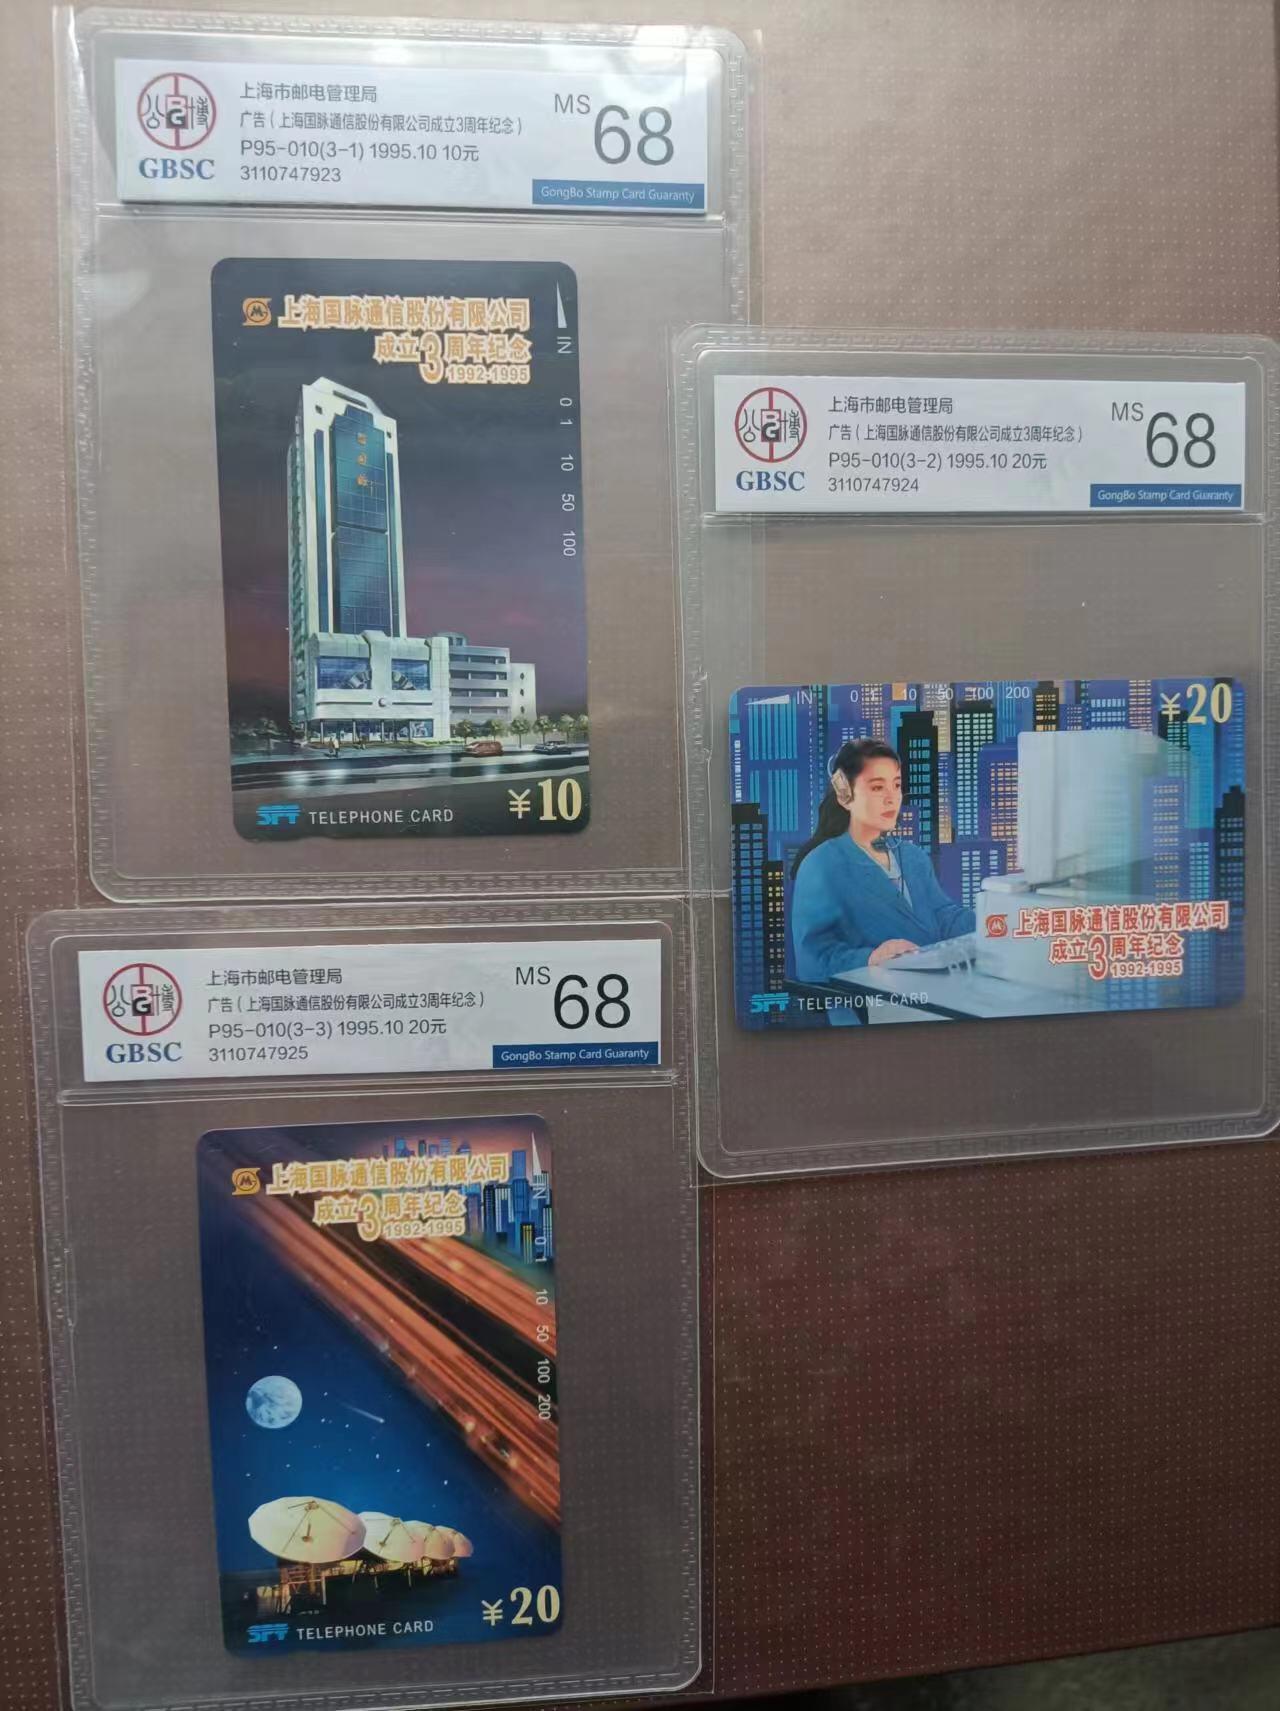 上海市邮电管理局
广告(上海国脉通信股份有限公司成立3周年纪念)
P95-010(3-1) 1995.10 10元
3110747923
公博
BG
GBSC
MS 68
GongBo Stamp Card Guaranty
上海国脉通信股份有限公司
成立3周年纪念
1992-1995
IN
0 1 10 50 100
SPT TELEPHONE CARD
¥10
上海市邮电管理局
广告(上海国脉通信股份有限公司成立3周年纪念)
P95-010(3-2) 1995.10 20元
3110747924
公博
BG
GBSC
MS 68
GongBo Stamp Card Guaranty
IN 0 1 10 50 100 200
¥20
上海国脉通信股份有限公司
成立3周年纪念
1992-1995
SPT TELEPHONE CARD
上海市邮电管理局
广告(上海国脉通信股份有限公司成立3周年纪念)
P95-010(3-3) 1995.10 20元
3110747925
公博
BG
GBSC
MS 68
GongBo Stamp Card Guaranty
上海国脉通信股份有限公司
成立3周年纪念
1992-1995
IN
0 1 10 50 100 200
¥20
SPT TELEPHONE CARD